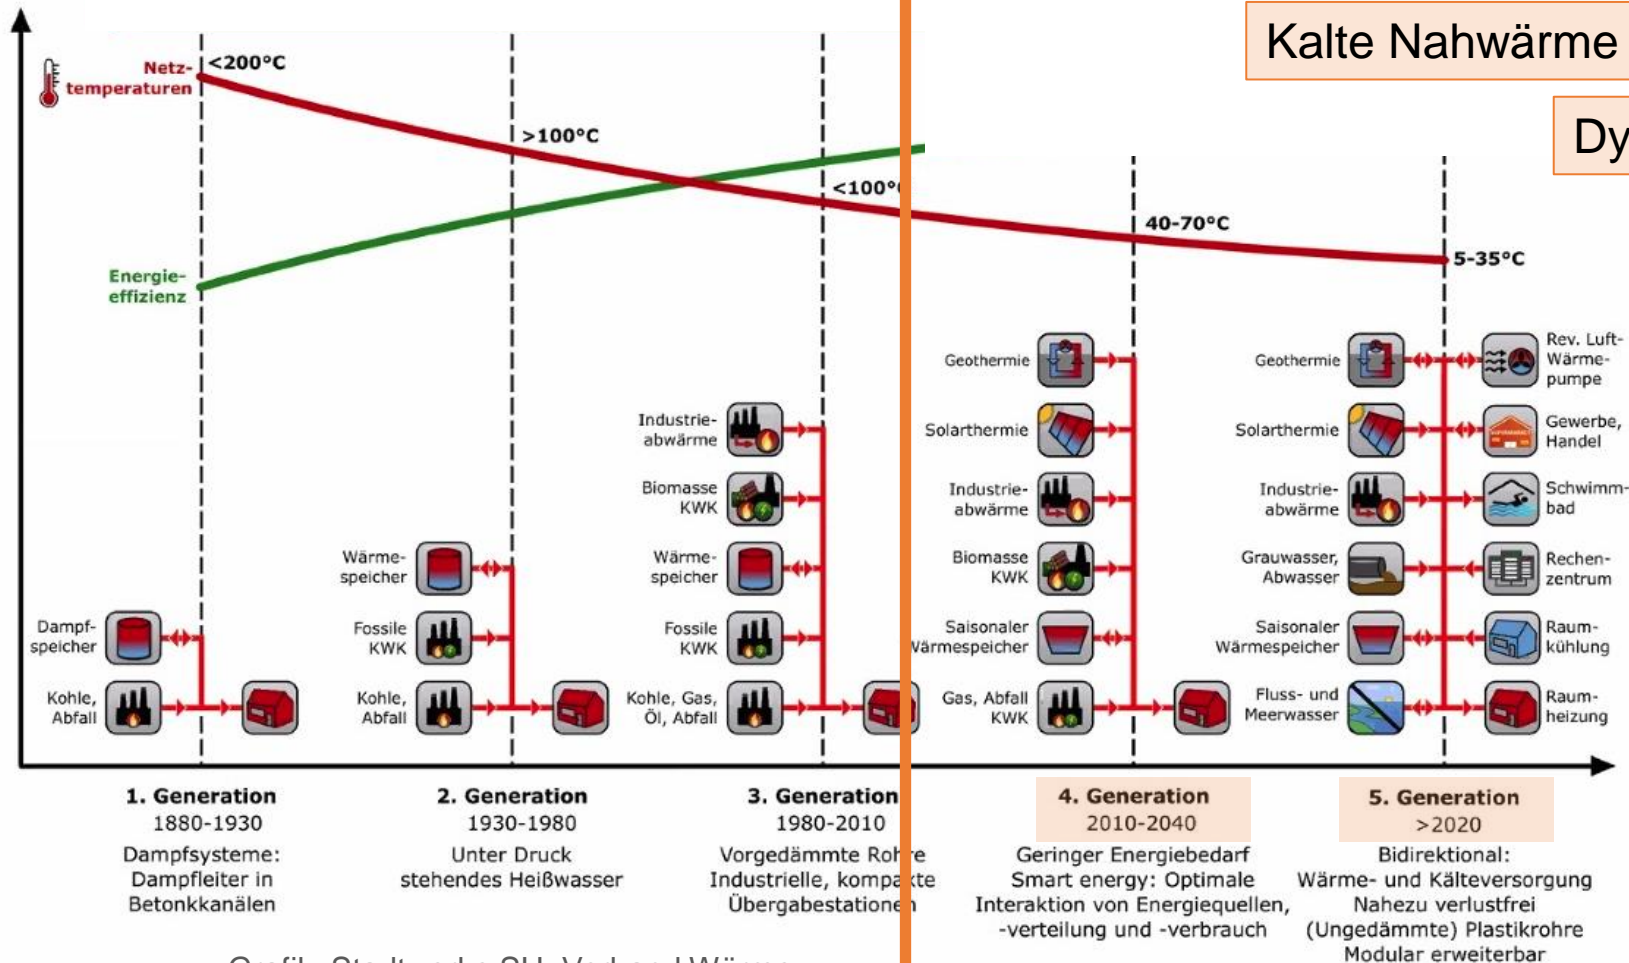 Kalte Nahwärme
Dy
Netz-
temperaturen
<200°C
>100°C
<100°C
40-70°C
5-35°C
Energie-
effizienz
Dampf-
speicher
Kohle,
Abfall
Wärme-
speicher
Fossile
KWK
Kohle,
Abfall
Industrie-
abwärme
Biomasse
KWK
Wärme-
speicher
Fossile
KWK
Kohle, Gas,
Öl, Abfall
Geothermie
Solarthermie
Industrie-
abwärme
Biomasse
KWK
Saisonaler
Wärmespeicher
Gas, Abfall
KWK
Geothermie
Solarthermie
Industrie-
abwärme
Grauwasser,
Abwasser
Saisonaler
Wärmespeicher
Fluss- und
Meerwasser
Rev. Luft-
Wärme-
pumpe
Gewerbe,
Handel
Schwimm-
bad
Rechen-
zentrum
Raum-
kühlung
Raum-
heizung
1. Generation
1880-1930
Dampfsysteme:
Dampfleiter in
Betonkkanälen
2. Generation
1930-1980
Unter Druck
stehendes Heißwasser
3. Generation
1980-2010
Vorgedämmte Rohre
Industrielle, kompakte
Übergabestationen
4. Generation
2010-2040
Geringer Energiebedarf
Smart energy: Optimale
Interaktion von Energiequellen,
-verteilung und -verbrauch
5. Generation
>2020
Bidirektional:
Wärme- und Kälteversorgung
Nahezu verlustfrei
(Ungedämmte) Plastikrohre
Modular erweiterbar